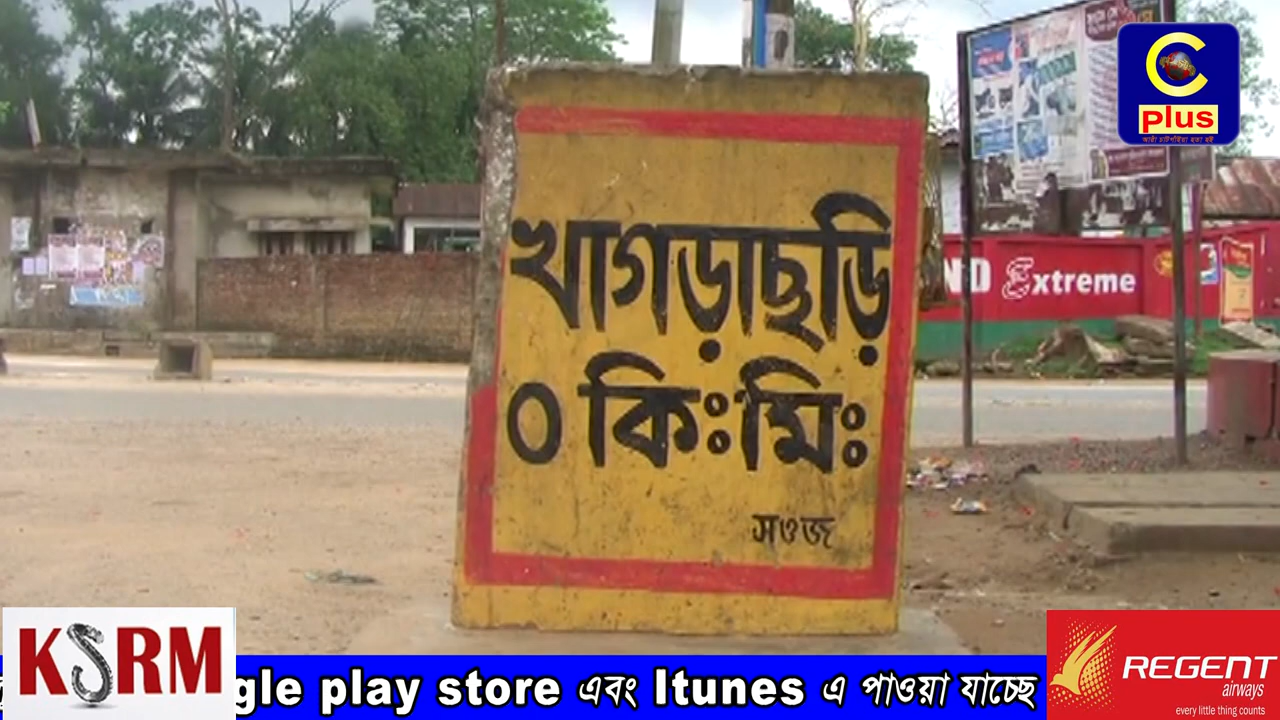 C
plus
ND Extreme
খাগড়াছড়ি
০ কি:মি:
সওজ
KSRM
gle play store এবং Itunes এ পাওয়া যাচ্ছে
REGENT
airways
every little thing counts